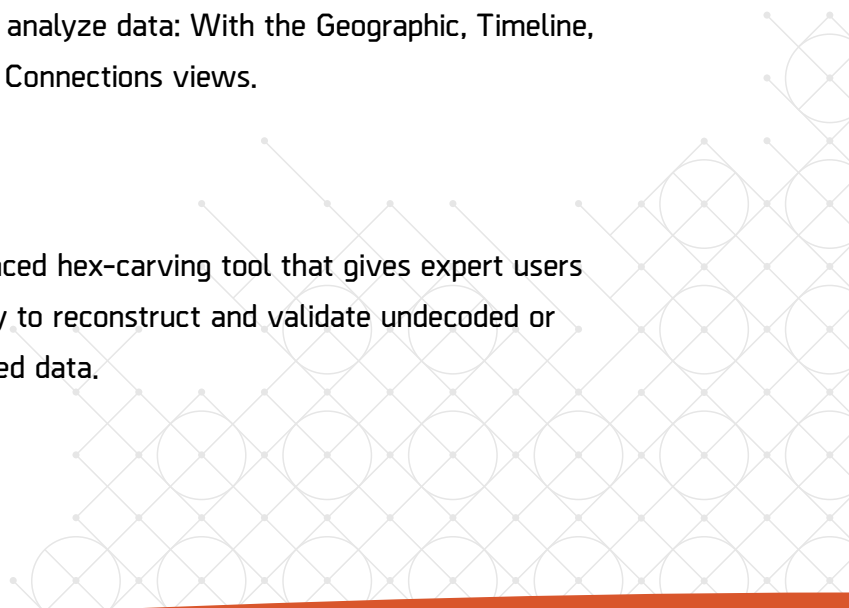 analyze data: With the Geographic, Timeline,
Connections views.
ced hex-carving tool that gives expert users
to reconstruct and validate undecoded or
ed data.